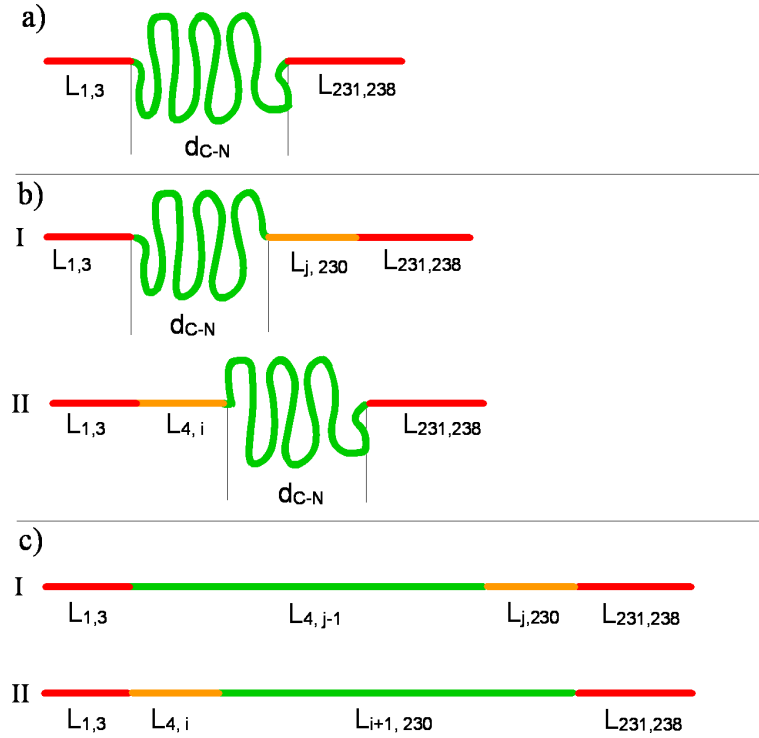 a)
L1,3
L231,238
dC-N
b)
I
L1,3
Lj, 230
L231,238
dC-N
II
L1,3
L4, i
L231,238
dC-N
c)
I
L1,3
L4, j-1
Lj,230
L231,238
II
L1,3
L4, i
Li+1, 230
L231,238